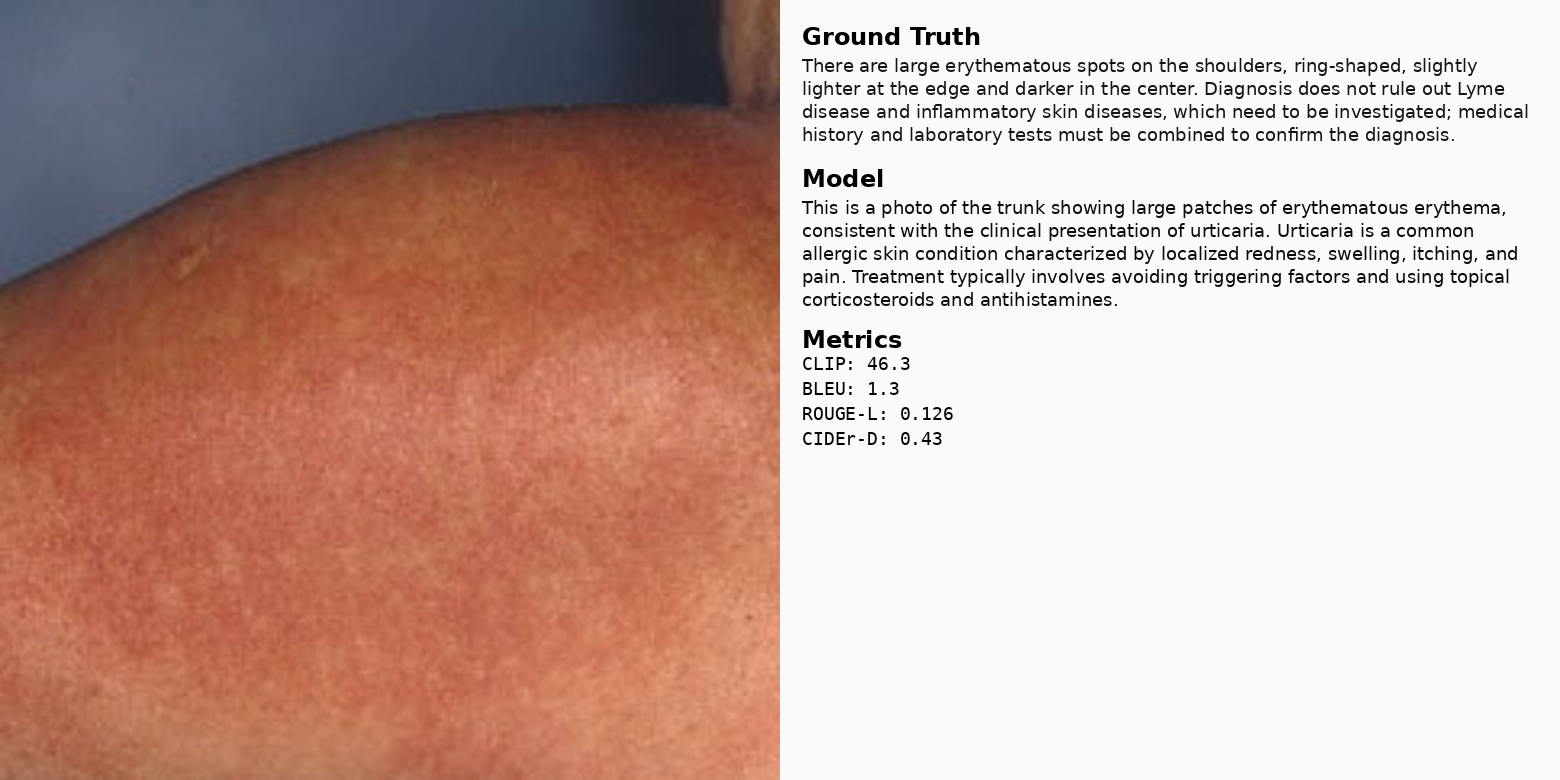 Ground Truth
There are large erythematous spots on the shoulders, ring-shaped, slightly
lighter at the edge and darker in the center. Diagnosis does not rule out Lyme
disease and inflammatory skin diseases, which need to be investigated; medical
history and laboratory tests must be combined to confirm the diagnosis.
Model
This is a photo of the trunk showing large patches of erythematous erythema,
consistent with the clinical presentation of urticaria. Urticaria is a common
allergic skin condition characterized by localized redness, swelling, itching, and
pain. Treatment typically involves avoiding triggering factors and using topical
corticosteroids and antihistamines.
Metrics
CLIP: 46.3
BLEU: 1.3
ROUGE-L: 0.126
CIDEr-D: 0.43